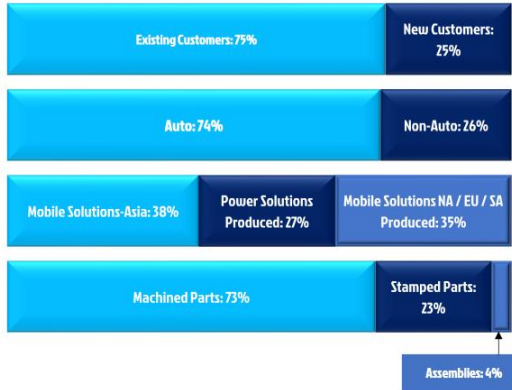 Existing Customers: 75%
New Customers:
25%
Auto: 74%
Non-Auto: 26%
Mobile Solutions-Asia: 38%
Power Solutions
Produced: 27%
Mobile Solutions NA / EU / SA
Produced: 35%
Machined Parts: 73%
Stamped Parts:
23%
Assemblies: 4%